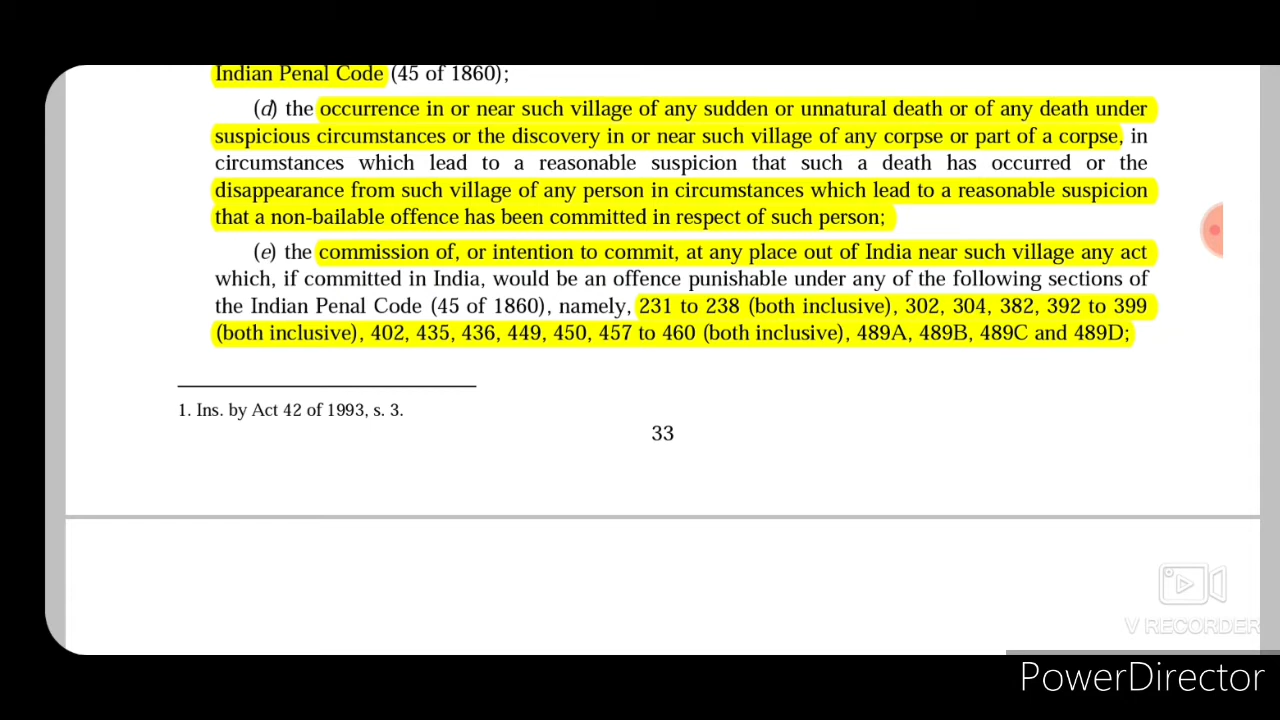 Indian Penal Code (45 of 1860);
(d) the occurrence in or near such village of any sudden or unnatural death or of any death under
suspicious circumstances or the discovery in or near such village of any corpse or part of a corpse, in
circumstances which lead to a reasonable suspicion that such a death has occurred or the
disappearance from such village of any person in circumstances which lead to a reasonable suspicion
that a non-bailable offence has been committed in respect of such person;
(e) the commission of, or intention to commit, at any place out of India near such village any act
which, if committed in India, would be an offence punishable under any of the following sections of
the Indian Penal Code (45 of 1860), namely, 231 to 238 (both inclusive), 302, 304, 382, 392 to 399
(both inclusive), 402, 435, 436, 449, 450, 457 to 460 (both inclusive), 489A, 489B, 489C and 489D;
1. Ins. by Act 42 of 1993, s. 3.
33
V RECORDER
PowerDirector